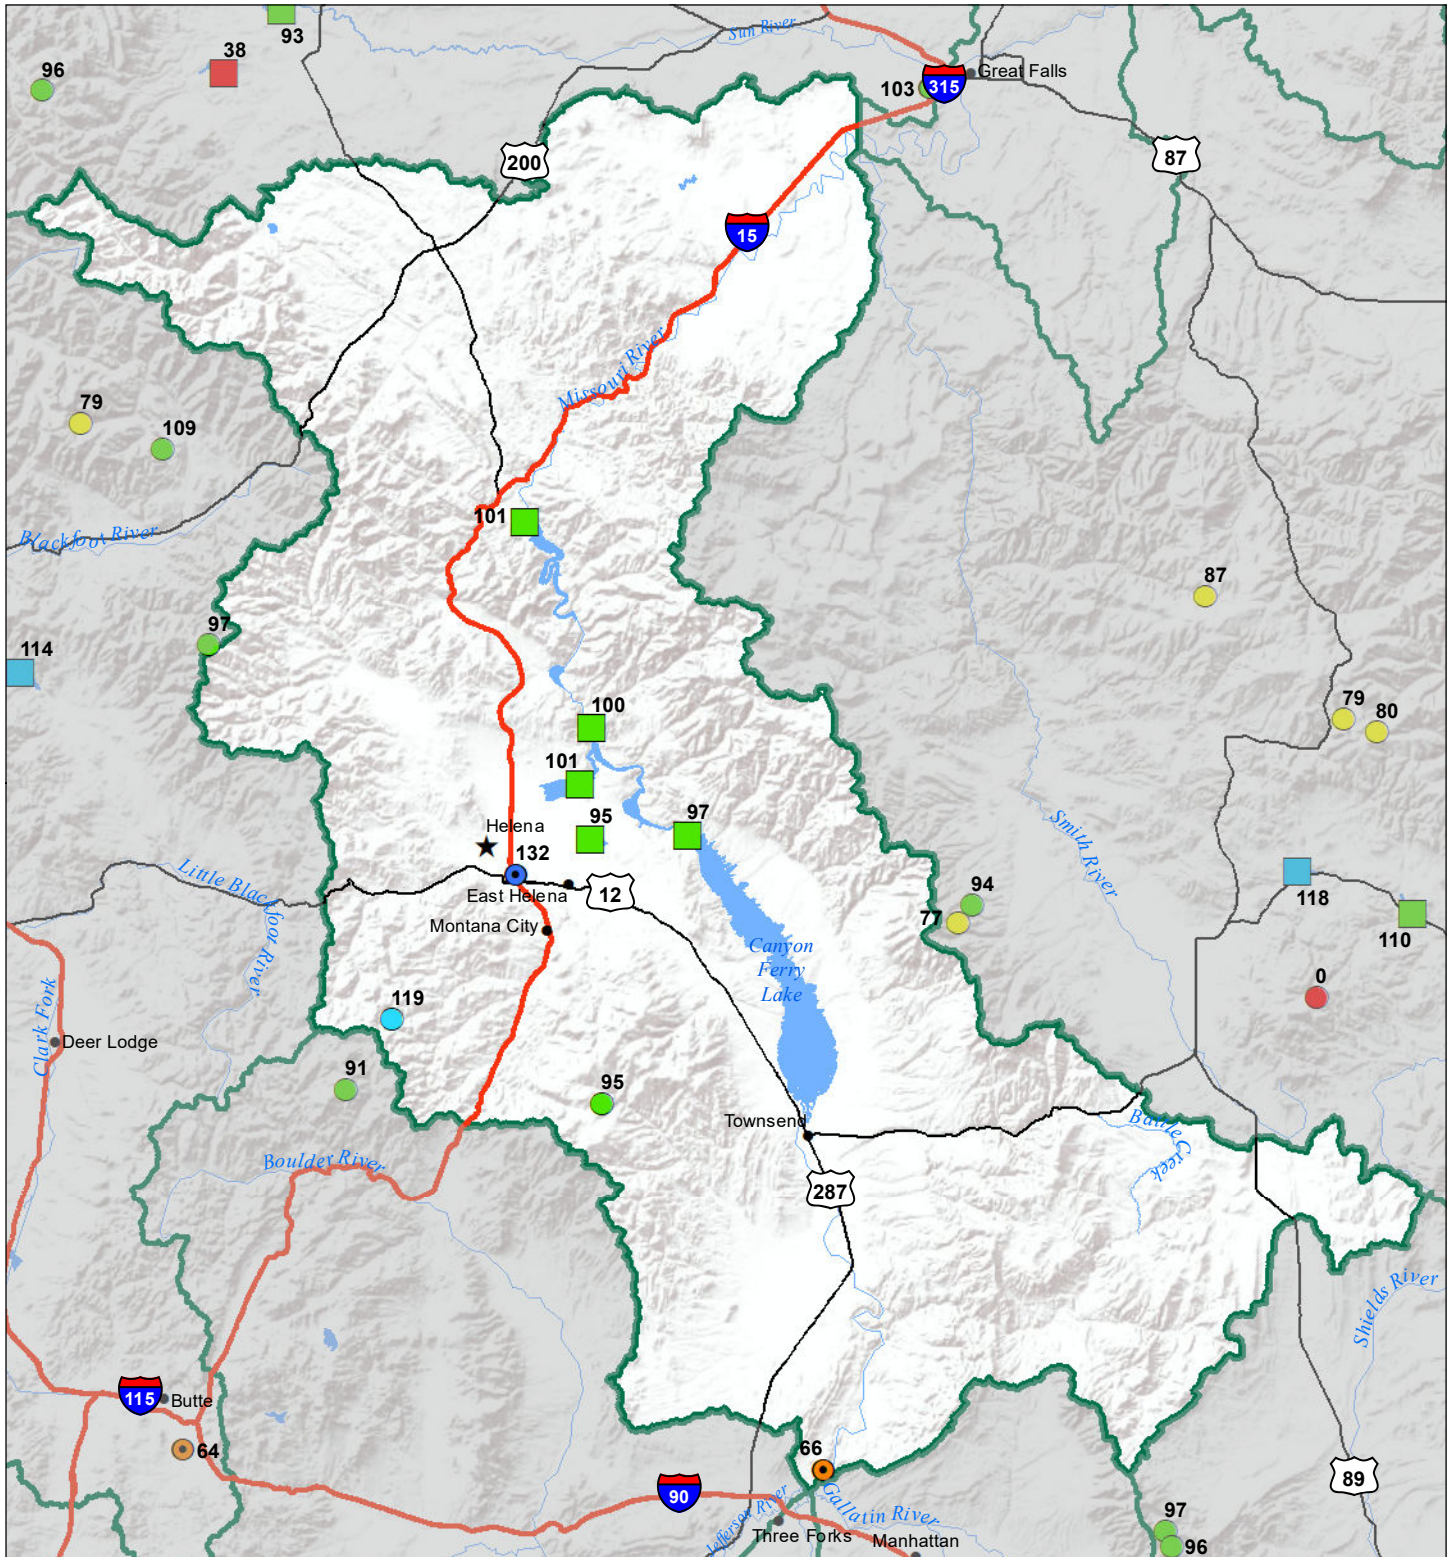 93
38
96
Sun River
Great Falls
103
315
200
87
15
Missouri River
79
109
101
Blackfoot River
87
97
114
100
79
80
101
97
95
Helena
132
Smith River
Little Blackfoot River
12
East Helena
94
77
118
110
Montana City
Canyon
Ferry
Lake
0
Clark Fork
119
Deer Lodge
91
95
Townsend
Battle Creek
Boulder River
287
Shields River
115
Butte
64
66
90
89
Jefferson River
Gallatin River
Three Forks
Manhattan
97
96